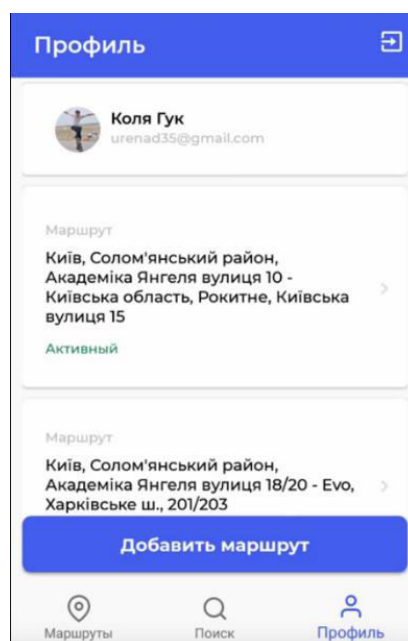 Профиль
Коля Гук
urenad35@gmail.com
Маршрут
Київ, Солом'янський район,
Академіка Янгеля вулиця 10 -
Київська область, Рокитне, Київська
вулиця 15
Активный
Маршрут
Київ, Солом'янський район,
Академіка Янгеля вулиця 18/20 - Evo,
Харківське ш., 201/203
Добавить маршрут
Маршруты Поиск Профиль